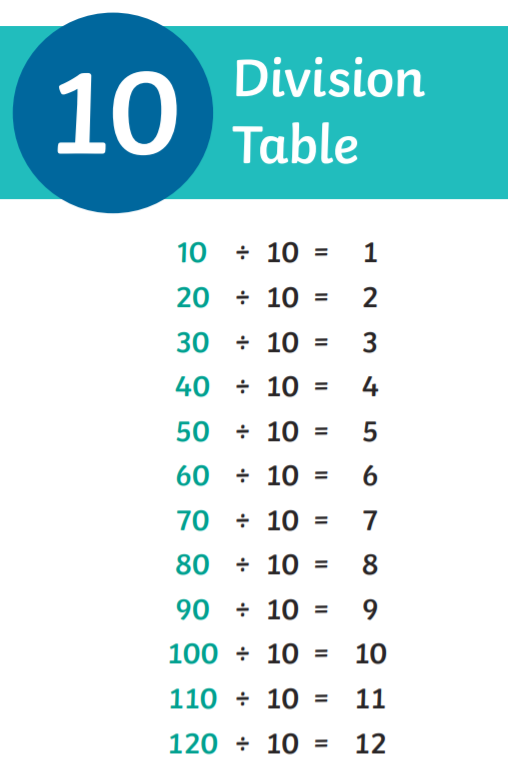 10
Division
Table
10 ÷ 10 = 1
20 ÷ 10 = 2
30 ÷ 10 = 3
40 ÷ 10 = 4
50 ÷ 10 = 5
60 ÷ 10 = 6
70 ÷ 10 = 7
80 ÷ 10 = 8
90 ÷ 10 = 9
100 ÷ 10 = 10
110 ÷ 10 = 11
120 ÷ 10 = 12